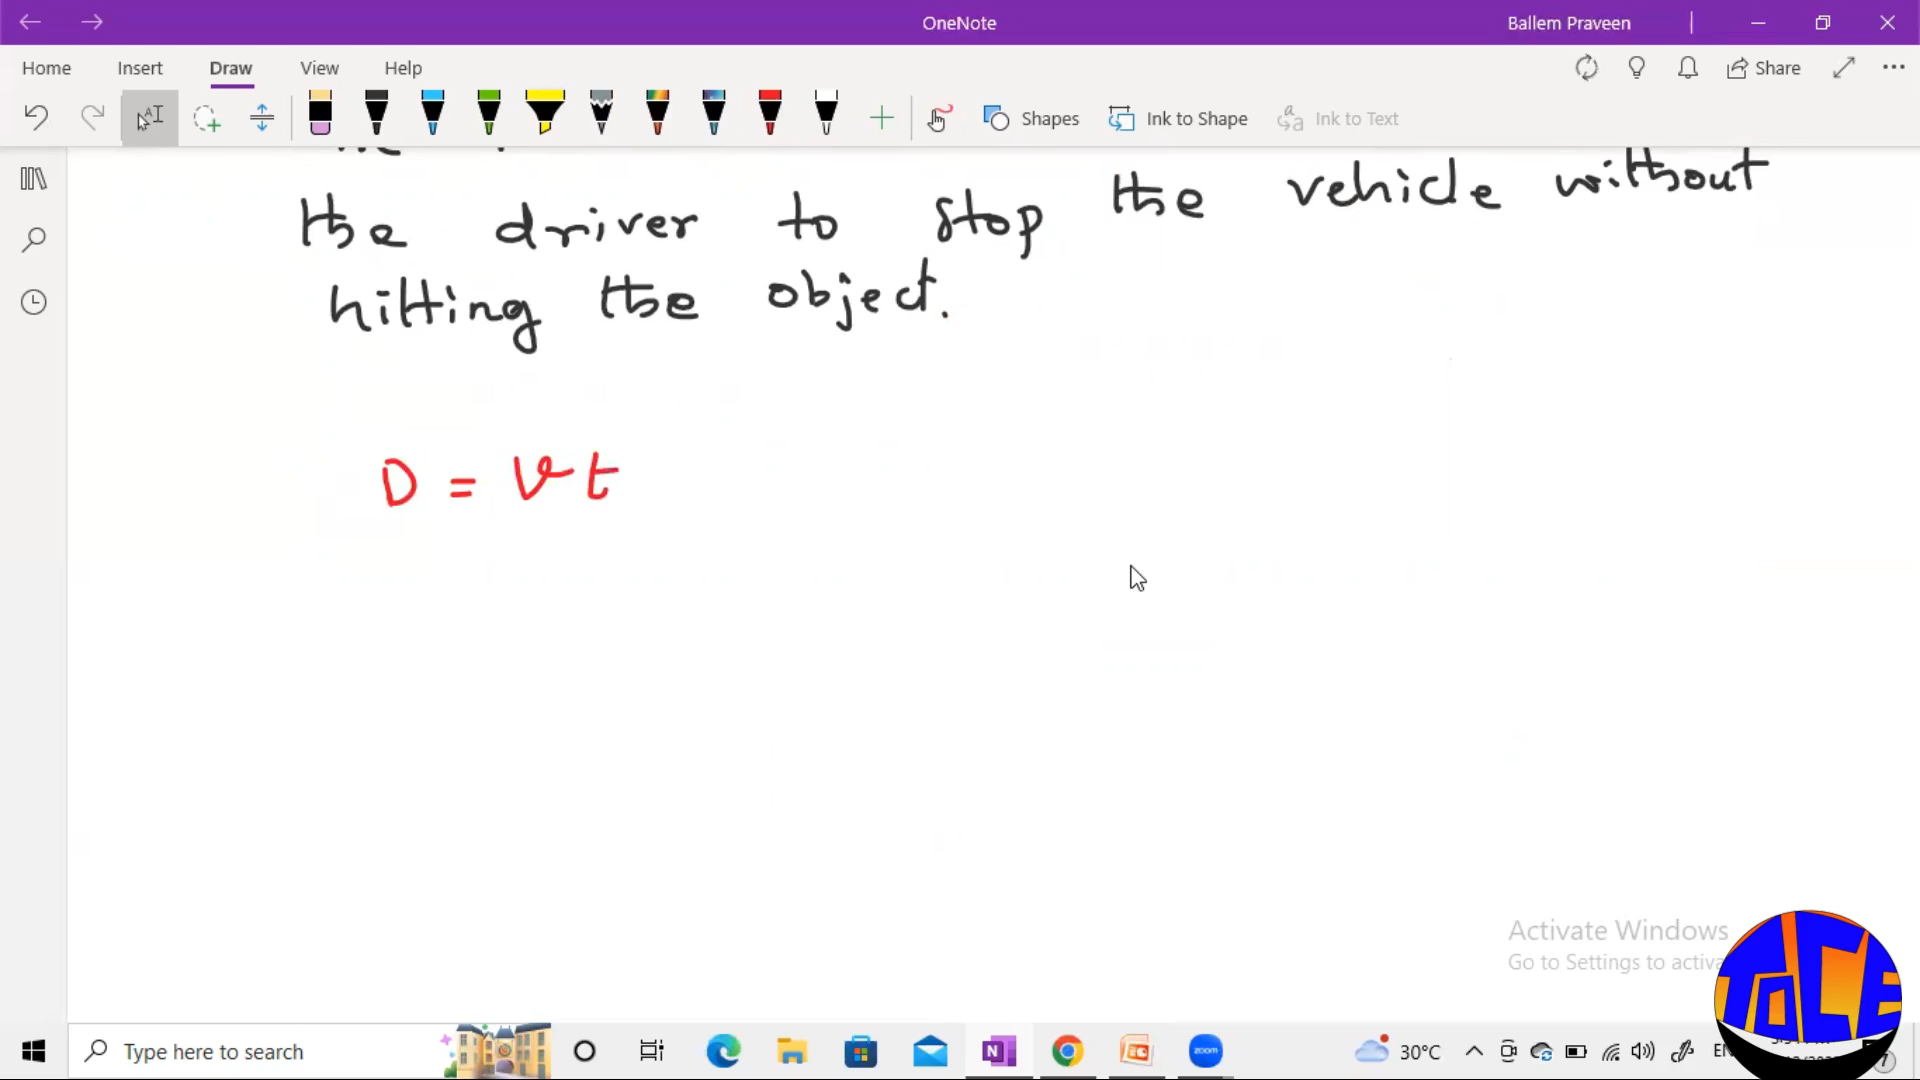 OneNote
Ballem Praveen
Home Insert Draw View Help
Share
Shapes Ink to Shape Ink to Text
the driver to stop the vehicle without
hitting the object.
D = vt
Activate Windows
Go to Settings to activa
Type here to search
zoom
30°C